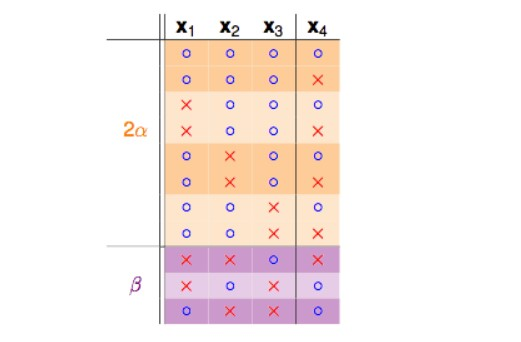 x₁ x₂ x₃ x₄
○ ○ ○ ○
○ ○ ○ ×
× ○ ○ ○
2α × ○ ○ ×
○ × ○ ○
○ × ○ ×
○ ○ × ○
○ ○ × ×
× × ○ ×
β × ○ × ○
○ × × ○